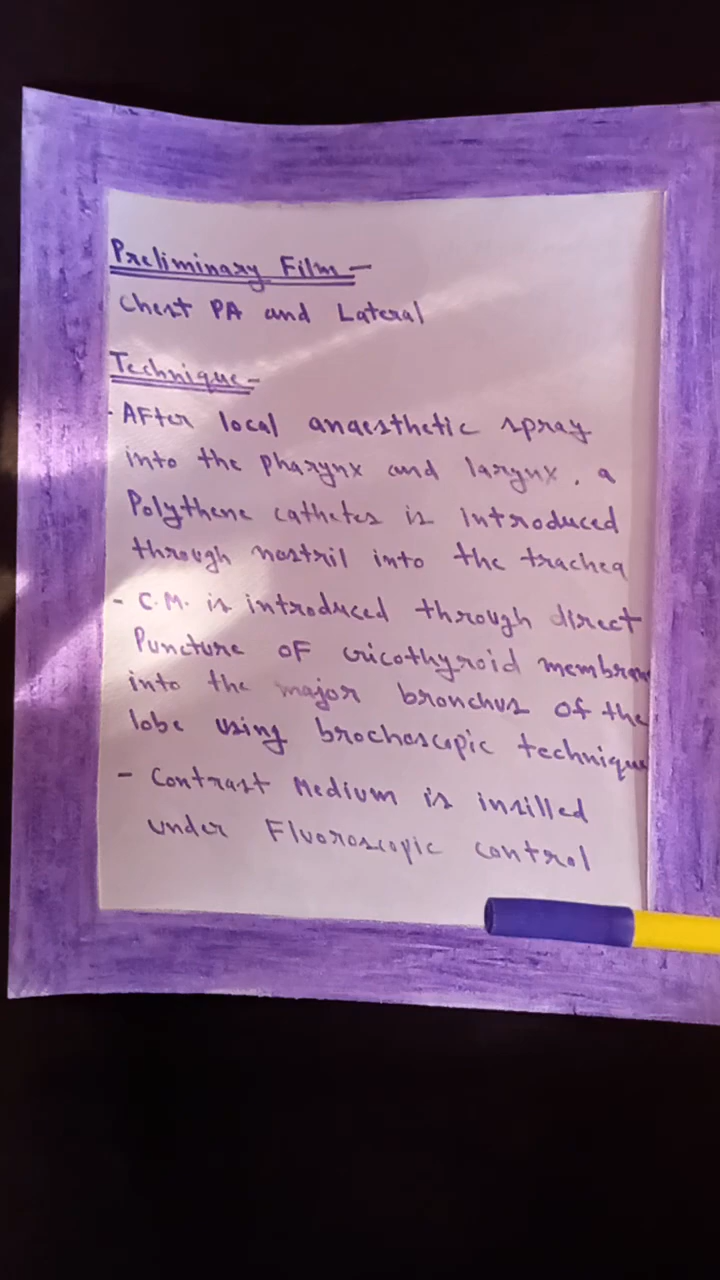 Preliminary Film -
Chest PA and Lateral
Technique -
- After local anaesthetic spray
into the pharynx and larynx, a
Polythene catheter is introduced
through nostril into the trachea
- C.M. is introduced through direct
Puncture of cricothyroid membrane
into the major bronchus of the
lobe using brochoscopic technique
- Contrast Medium is insilled
under Fluoroscopic control